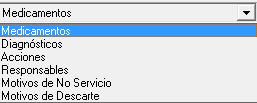 Medicamentos
Medicamentos
Diagnósticos
Acciones
Responsables
Motivos de No Servicio
Motivos de Descarte